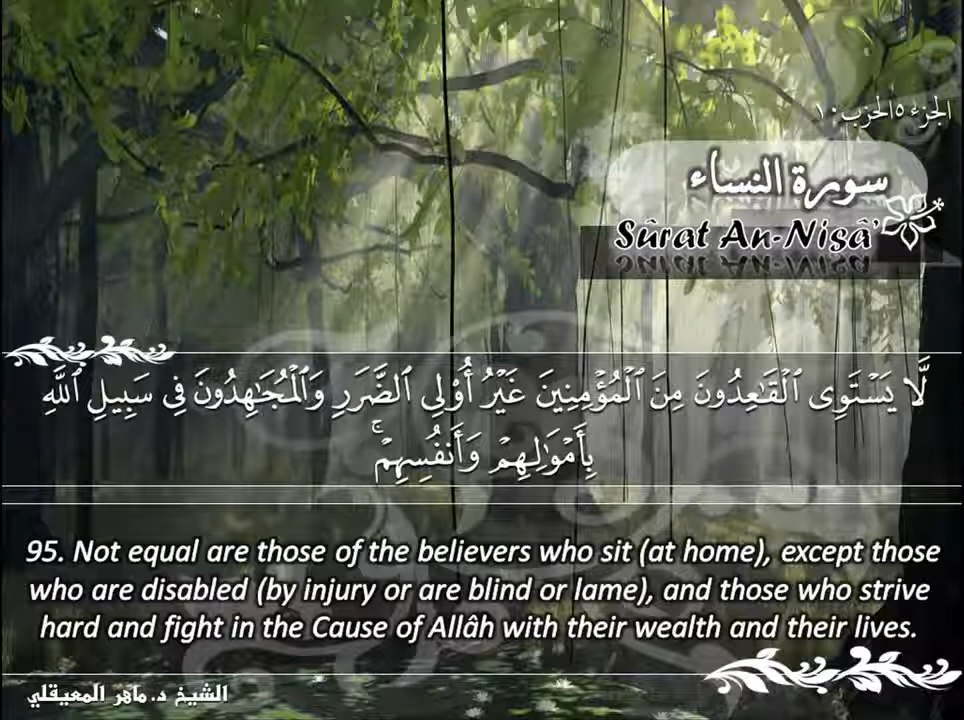 الجزء ٥ الحزب ١٠
سورة النساء
Sûrat An-Nisâ'
لَّا يَسْتَوِى ٱلْقَٰعِدُونَ مِنَ ٱلْمُؤْمِنِينَ غَيْرُ أُو۟لِى ٱلضَّرَرِ وَٱلْمُجَٰهِدُونَ فِى سَبِيلِ ٱللَّهِ
بِأَمْوَٰلِهِمْ وَأَنفُسِهِمْ ۚ
95. Not equal are those of the believers who sit (at home), except those
who are disabled (by injury or are blind or lame), and those who strive
hard and fight in the Cause of Allâh with their wealth and their lives.
الشيخ د. ماهر المعيقلي